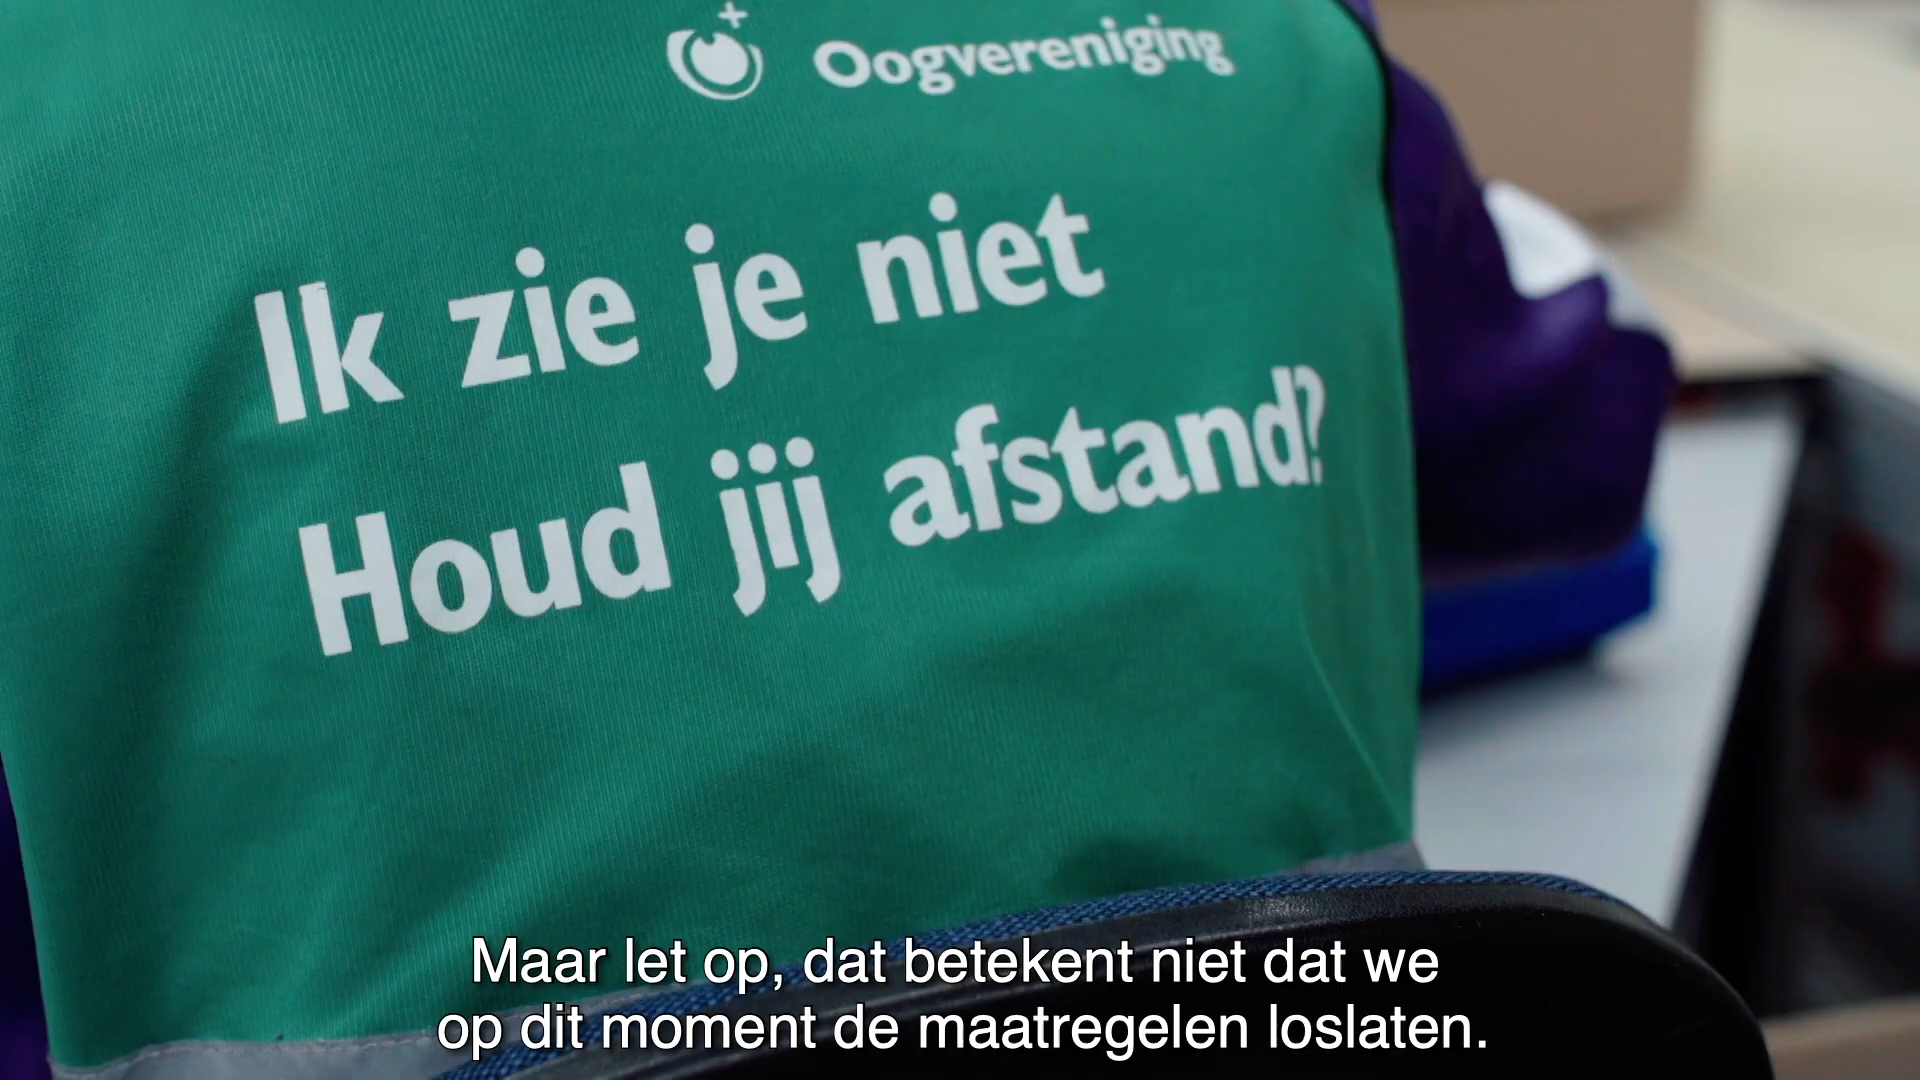 Oogvereniging
Ik zie je niet
Houd jij afstand?
Maar let op, dat betekent niet dat we
op dit moment de maatregelen loslaten.